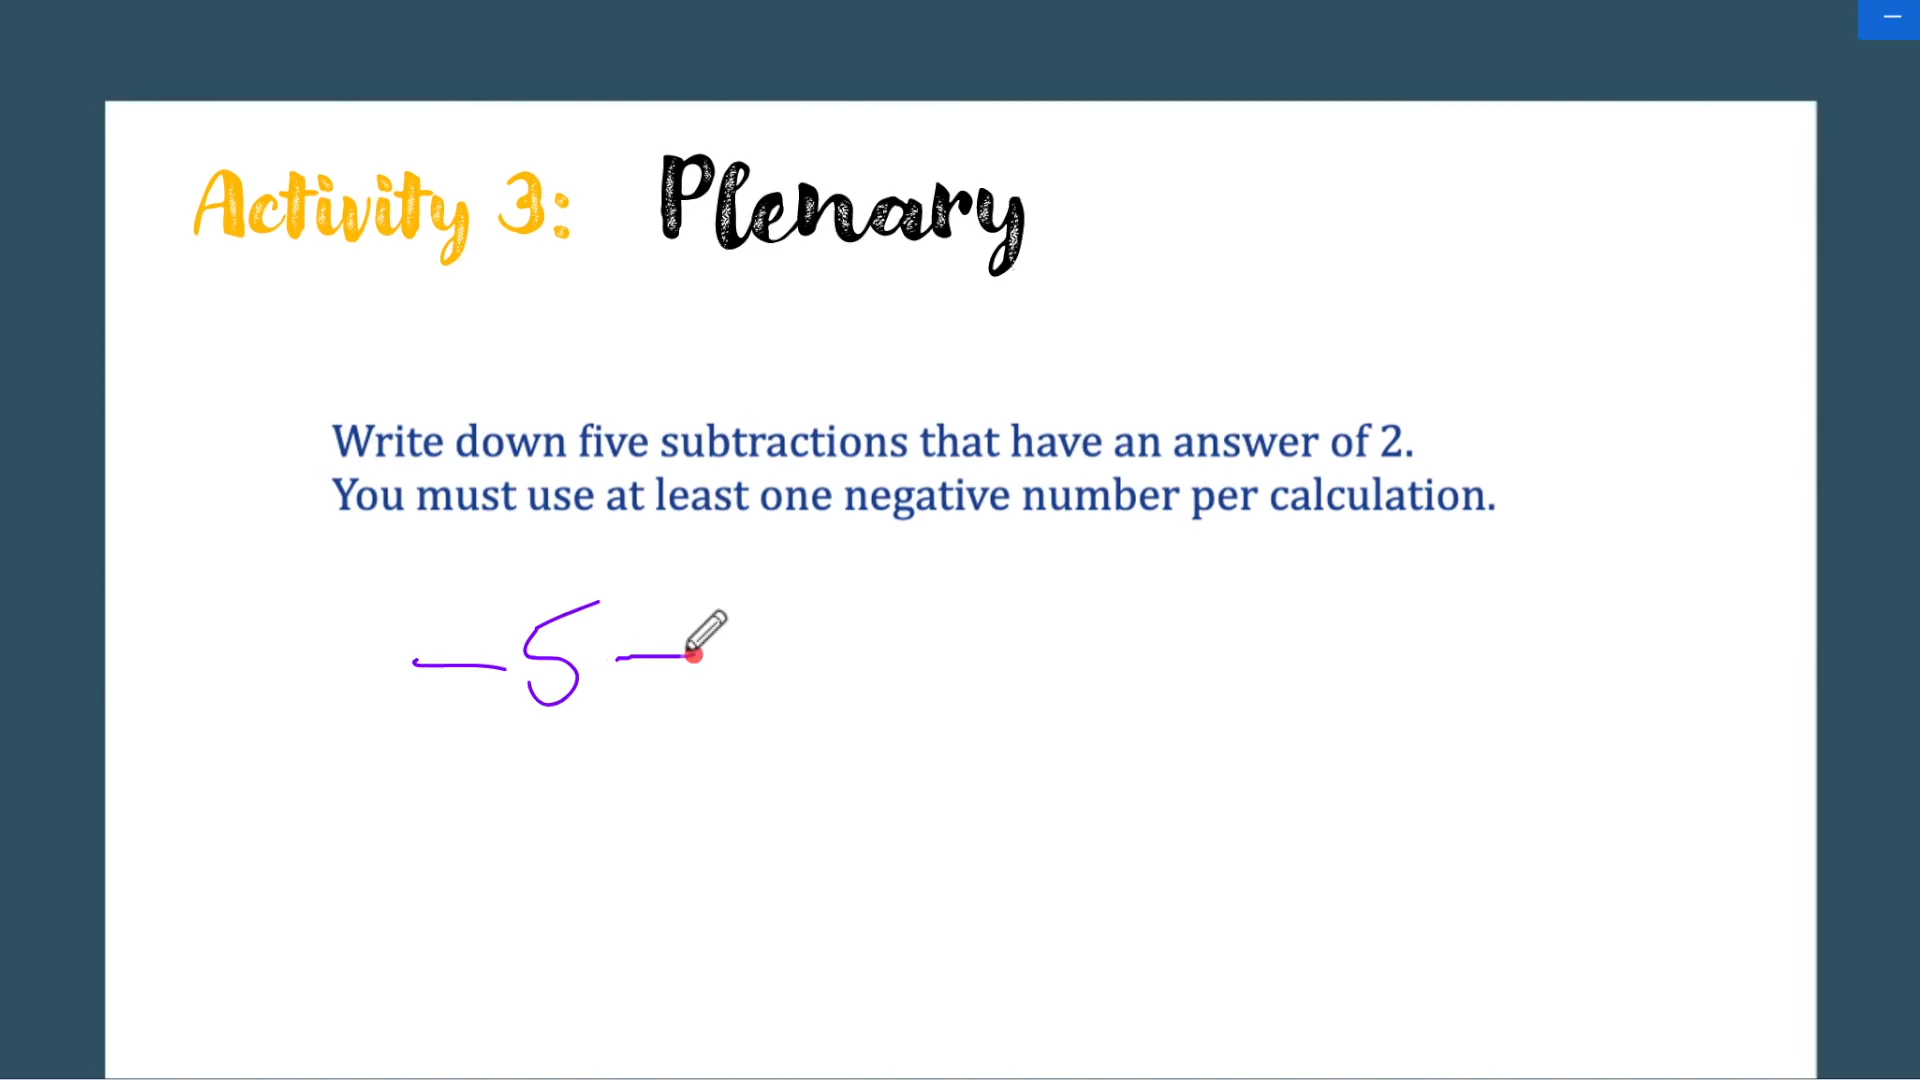 Activity 3: Plenary
Write down five subtractions that have an answer of 2.
You must use at least one negative number per calculation.
-5 -